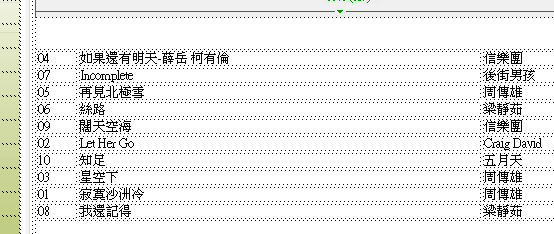 04 如果還有明天-薛岳 柯有倫 信樂團
07 Incomplete 後街男孩
05 再見北極雪 周傳雄
06 絲路 梁靜茹
09 闊天空海 信樂團
02 Let Her Go Craig David
10 知足 五月天
03 星空下 周傳雄
01 寂寞沙洲冷 周傳雄
08 我還記得 梁靜茹